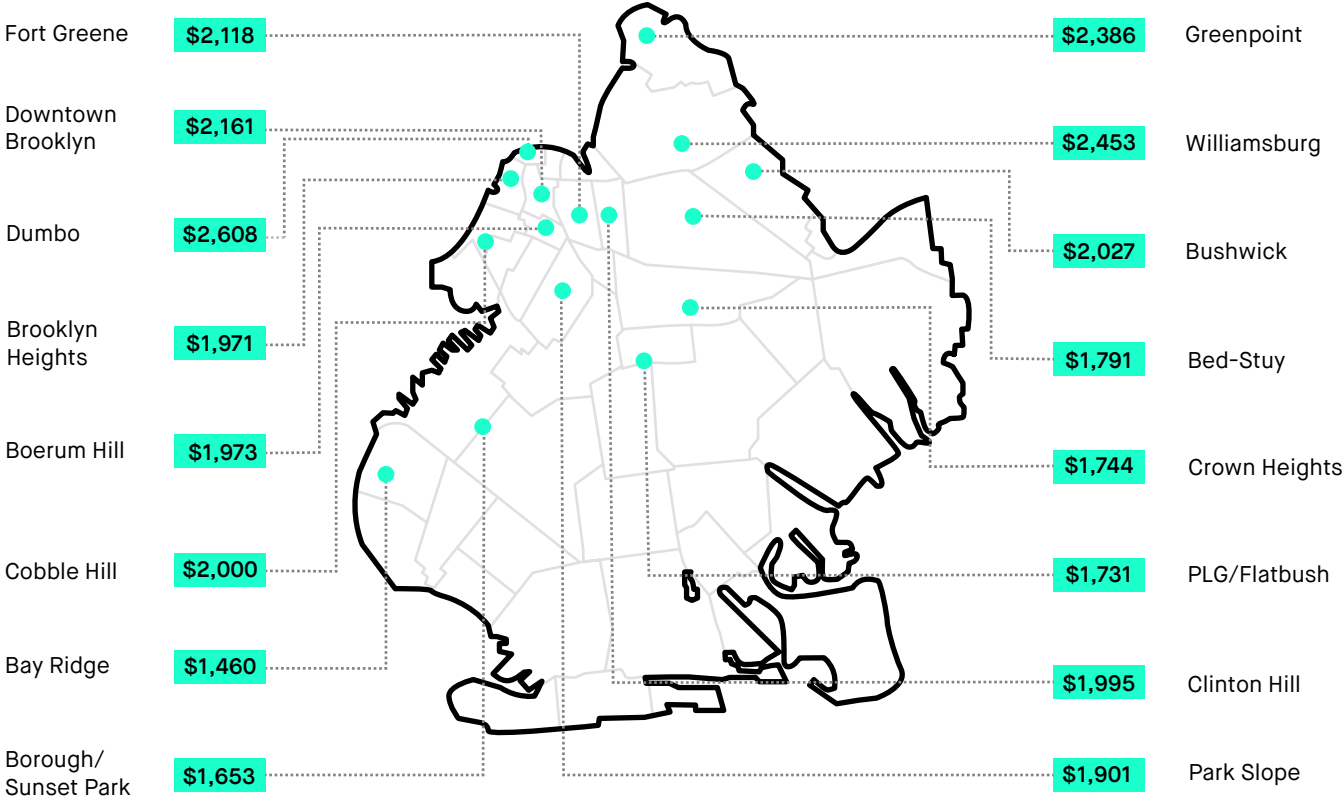 Fort Greene
$2,118
Downtown
Brooklyn
$2,161
Dumbo
$2,608
Brooklyn
Heights
$1,971
Boerum Hill
$1,973
Cobble Hill
$2,000
Bay Ridge
$1,460
Borough/
Sunset Park
$1,653
$2,386
Greenpoint
$2,453
Williamsburg
$2,027
Bushwick
$1,791
Bed-Stuy
$1,744
Crown Heights
$1,731
PLG/Flatbush
$1,995
Clinton Hill
$1,901
Park Slope